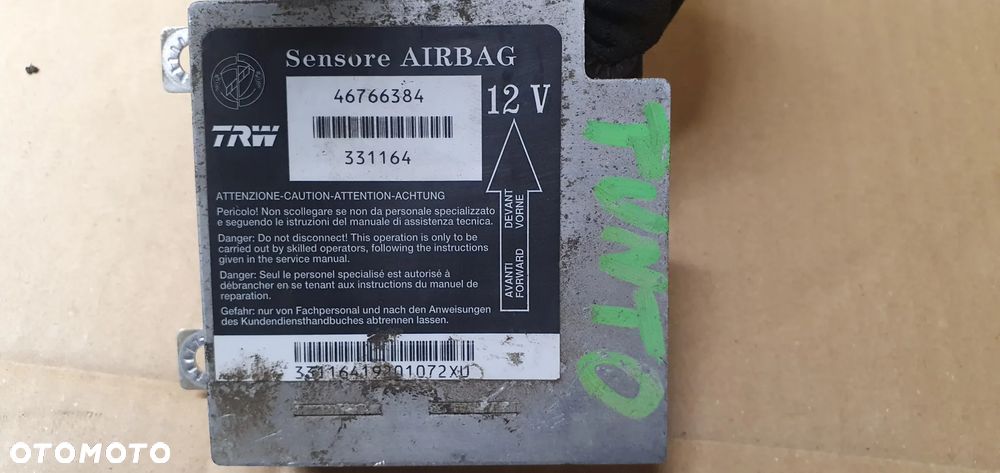 Sensore AIRBAG
46766384
12 V
TRW
331164
ATTENZIONE-CAUTION-ATTENTION-ACHTUNG
Pericolo! Non scollegare se non da personale specializzato
e seguendo le istruzioni del manuale di assistenza tecnica.
Danger: Do not disconnect! This operation is only to be
carried out by skilled operators, following the instructions
given in the service manual.
Danger: Seul le personel specialisé est autorisé à
débrancher en se tenant aux instructions du manuel de
reparation.
Gefahr: nur von Fachpersonal und nach den Anweisungen
des Kundendiensthandbuches abtrennen lassen.
AVANTI DEVANT
FORWARD VORNE
33116419201072XU
PUNTO
OTOMOTO